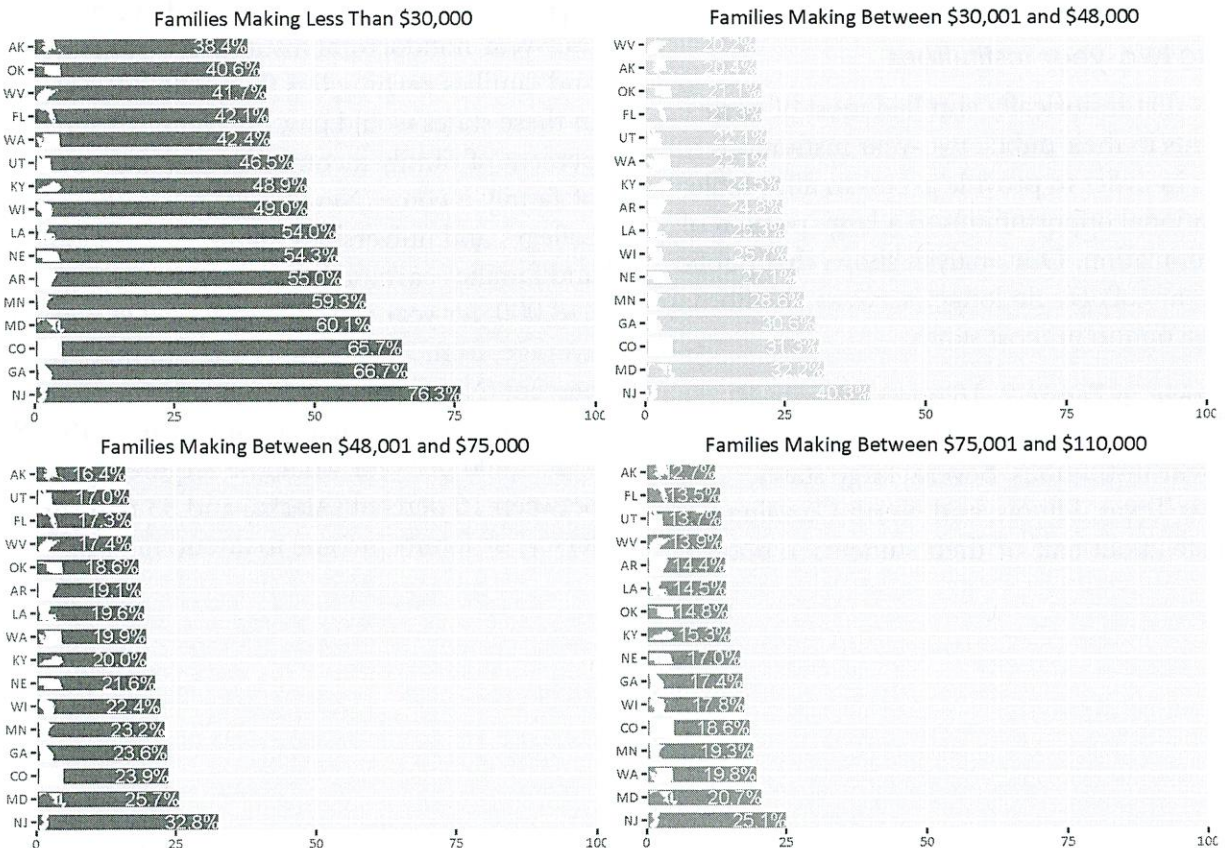 Families Making Less Than $30,000
AK 38.4%
OK 40.6%
WV 41.7%
FL 42.1%
WA 42.4%
UT 46.5%
KY 48.9%
WI 49.0%
LA 54.0%
NE 54.3%
AR 55.0%
MN 59.3%
MD 60.1%
CO 65.7%
GA 66.7%
NJ 76.3%
0 25 50 75 100
Families Making Between $30,001 and $48,000
WV 20.2%
AK 20.4%
OK 21.1%
FL 21.3%
UT 22.1%
WA 22.1%
KY 24.5%
AR 24.8%
LA 25.3%
WI 25.7%
NE 27.1%
MN 28.6%
GA 30.6%
CO 31.3%
MD 32.2%
NJ
0 25 50 75 100
Families Making Between $48,001 and $75,000
AK 16.4%
UT 17.0%
FL 17.3%
WV 17.4%
OK 18.6%
AR 19.1%
LA 19.6%
WA 19.9%
KY 20.0%
NE 21.6%
WI 22.4%
MN 23.2%
GA 23.6%
CO 23.9%
MD 25.7%
NJ 32.8%
0 25 50 75 100
Families Making Between $75,001 and $110,000
AK 12.7%
FL 13.5%
UT 13.7%
WV 13.9%
AR 14.4%
LA 14.5%
OK 14.8%
KY 15.3%
NE 17.0%
GA 17.4%
WI 17.8%
CO 18.6%
MN 19.3%
WA 19.8%
MD 20.7%
NJ 25.1%
0 25 50 75 100